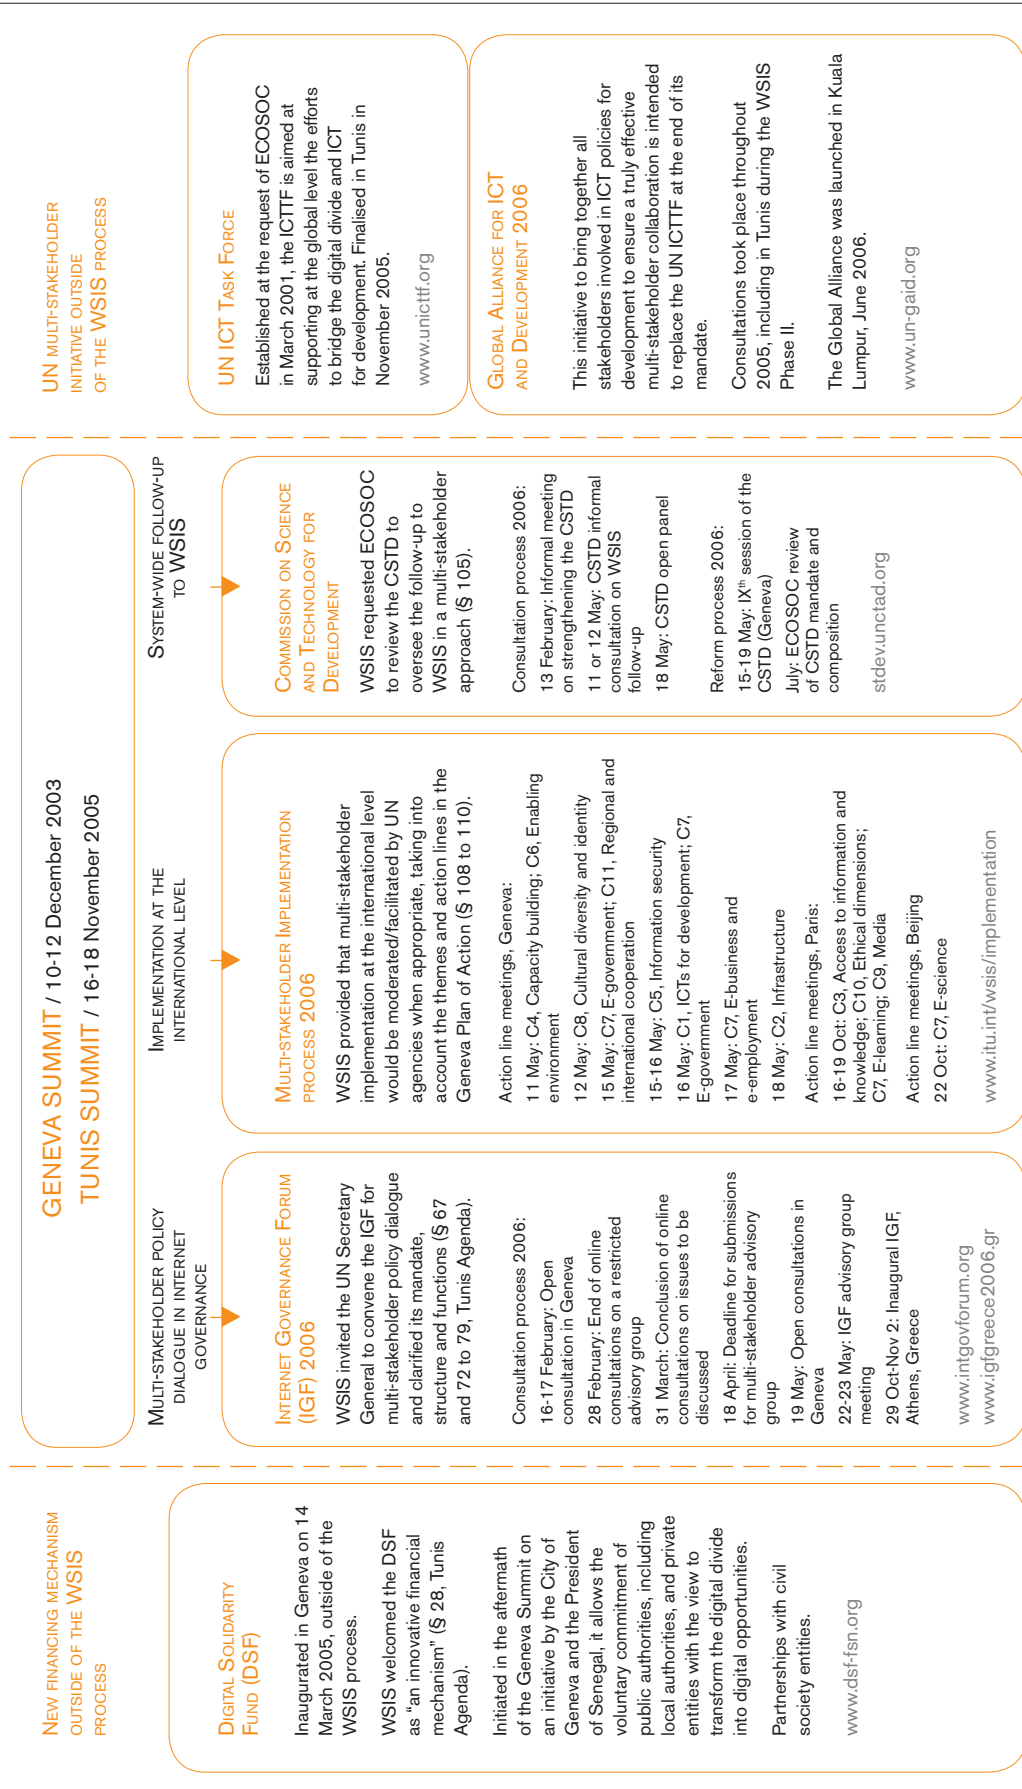 NEW FINANCING MECHANISM
OUTSIDE OF THE WSIS
PROCESS
DIGITAL SOLIDARITY
FUND (DSF)
Inaugurated in Geneva on 14
March 2005, outside of the
WSIS process.
WSIS welcomed the DSF
as “an innovative financial
mechanism” (§ 28, Tunis
Agenda).
Initiated in the aftermath
of the Geneva Summit on
an initiative by the City of
Geneva and the President
of Senegal, it allows the
voluntary commitment of
public authorities, including
local authorities, and private
entities with the view to
transform the digital divide
into digital opportunities.
Partnerships with civil
society entities.
www.dsf-fsn.org
GENEVA SUMMIT / 10-12 December 2003
TUNIS SUMMIT / 16-18 November 2005
MULTI-STAKEHOLDER POLICY
DIALOGUE IN INTERNET
GOVERNANCE
INTERNET GOVERNANCE FORUM
(IGF) 2006
WSIS invited the UN Secretary
General to convene the IGF for
multi-stakeholder policy dialogue
and clarified its mandate,
structure and functions (§ 67
and 72 to 79, Tunis Agenda).
Consultation process 2006:
16-17 February: Open
consultation in Geneva
28 February: End of online
consultations on a restricted
advisory group
31 March: Conclusion of online
consultations on issues to be
discussed
18 April: Deadline for submissions
for multi-stakeholder advisory
group
19 May: Open consultations in
Geneva
22-23 May: IGF advisory group
meeting
29 Oct-Nov 2: Inaugural IGF,
Athens, Greece
www.intgovforum.org
www.igfgreece2006.gr
IMPLEMENTATION AT THE
INTERNATIONAL LEVEL
MULTI-STAKEHOLDER IMPLEMENTATION
PROCESS 2006
WSIS provided that multi-stakeholder
implementation at the international level
would be moderated/facilitated by UN
agencies when appropriate, taking into
account the themes and action lines in the
Geneva Plan of Action (§ 108 to 110).
Action line meetings, Geneva:
11 May: C4, Capacity building; C6, Enabling
environment
12 May: C8, Cultural diversity and identity
15 May: C7, E-government; C11, Regional and
international cooperation
15-16 May: C5, Information security
16 May: C1, ICTs for development; C7,
E-government
17 May: C7, E-business and
e-employment
18 May: C2, Infrastructure
Action line meetings, Paris:
16-19 Oct: C3, Access to information and
knowledge; C10, Ethical dimensions;
C7, E-learning; C9, Media
Action line meetings, Beijing
22 Oct: C7, E-science
www.itu.int/wsis/implementation
SYSTEM-WIDE FOLLOW-UP
TO WSIS
COMMISSION ON SCIENCE
AND TECHNOLOGY FOR
DEVELOPMENT
WSIS requested ECOSOC
to review the CSTD to
oversee the follow-up to
WSIS in a multi-stakeholder
approach (§ 105).
Consultation process 2006:
13 February: Informal meeting
on strengthening the CSTD
11 or 12 May: CSTD informal
consultation on WSIS
follow-up
18 May: CSTD open panel
Reform process 2006:
15-19 May: IXth session of the
CSTD (Geneva)
July: ECOSOC review
of CSTD mandate and
composition
stdev.unctad.org
UN MULTI-STAKEHOLDER
INITIATIVE OUTSIDE
OF THE WSIS PROCESS
UN ICT TASK FORCE
Established at the request of ECOSOC
in March 2001, the ICTTF is aimed at
supporting at the global level the efforts
to bridge the digital divide and ICT
for development. Finalised in Tunis in
November 2005.
www.unicttf.org
GLOBAL ALLIANCE FOR ICT
AND DEVELOPMENT 2006
This initiative to bring together all
stakeholders involved in ICT policies for
development to ensure a truly effective
multi-stakeholder collaboration is intended
to replace the UN ICTTF at the end of its
mandate.
Consultations took place throughout
2005, including in Tunis during the WSIS
Phase II.
The Global Alliance was launched in Kuala
Lumpur, June 2006.
www.un-gaid.org